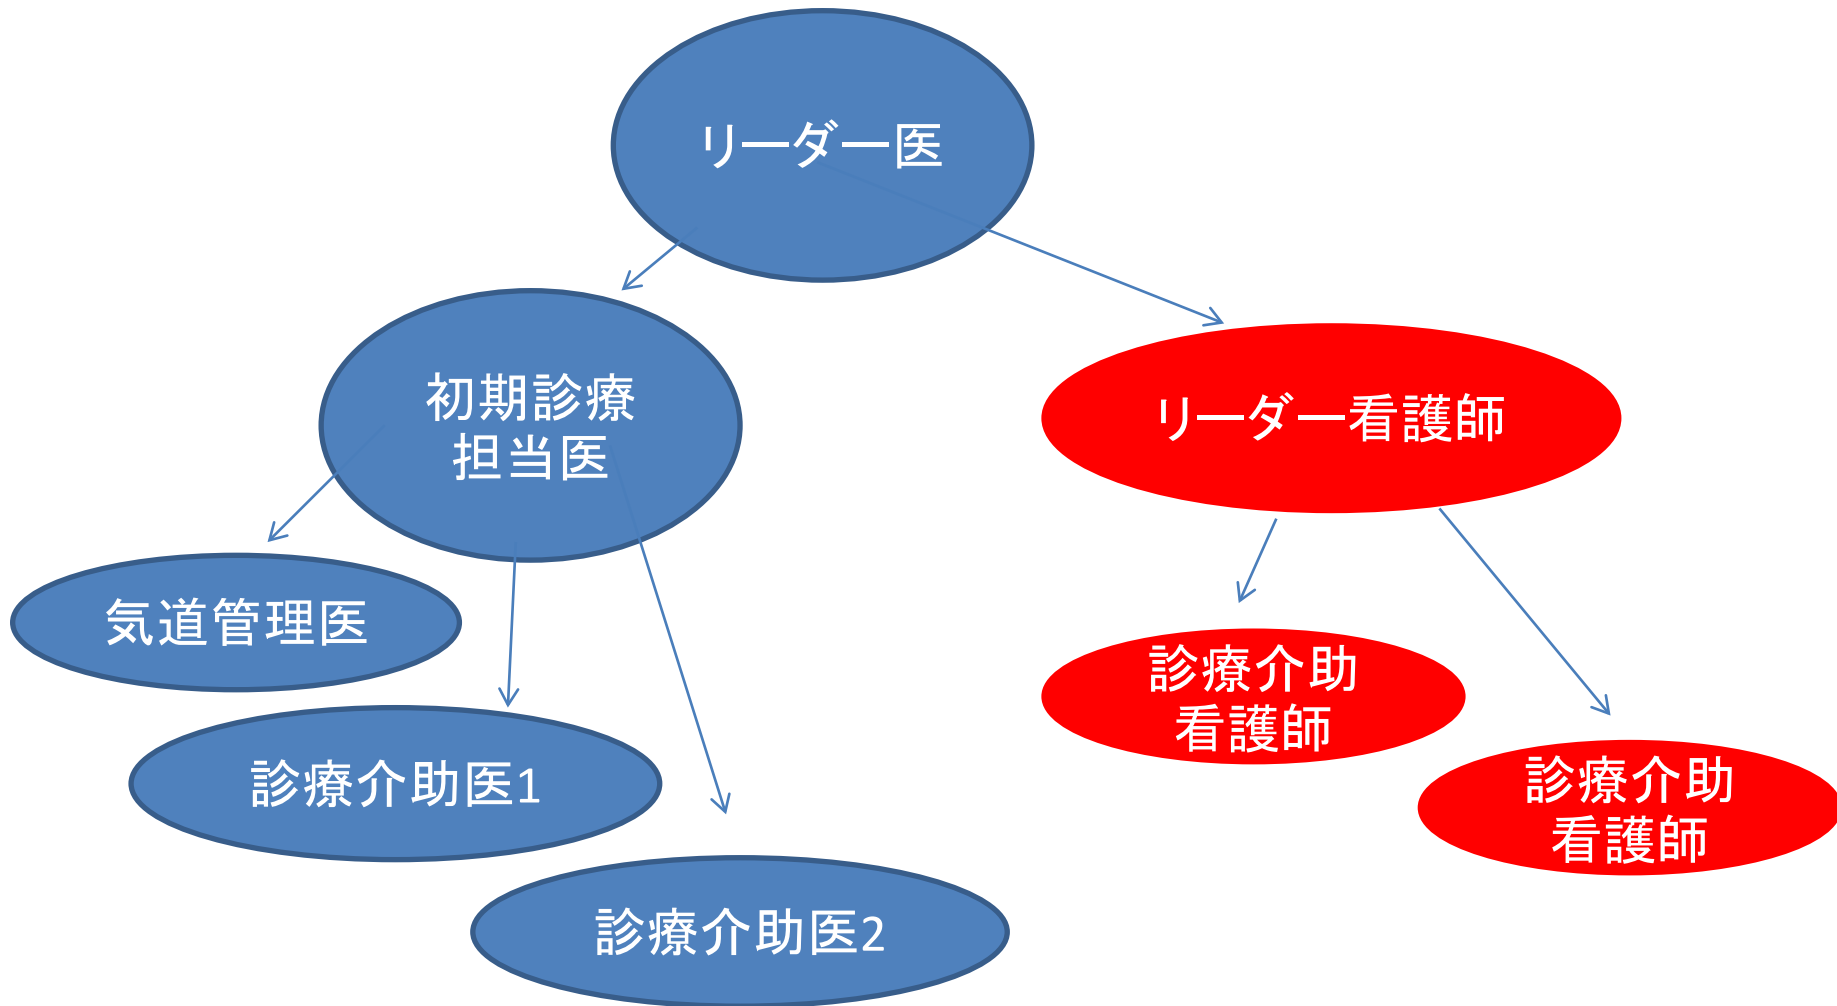 リーダー医
初期診療
担当医
リーダー看護師
気道管理医
診療介助
看護師
診療介助医1
診療介助
看護師
診療介助医2